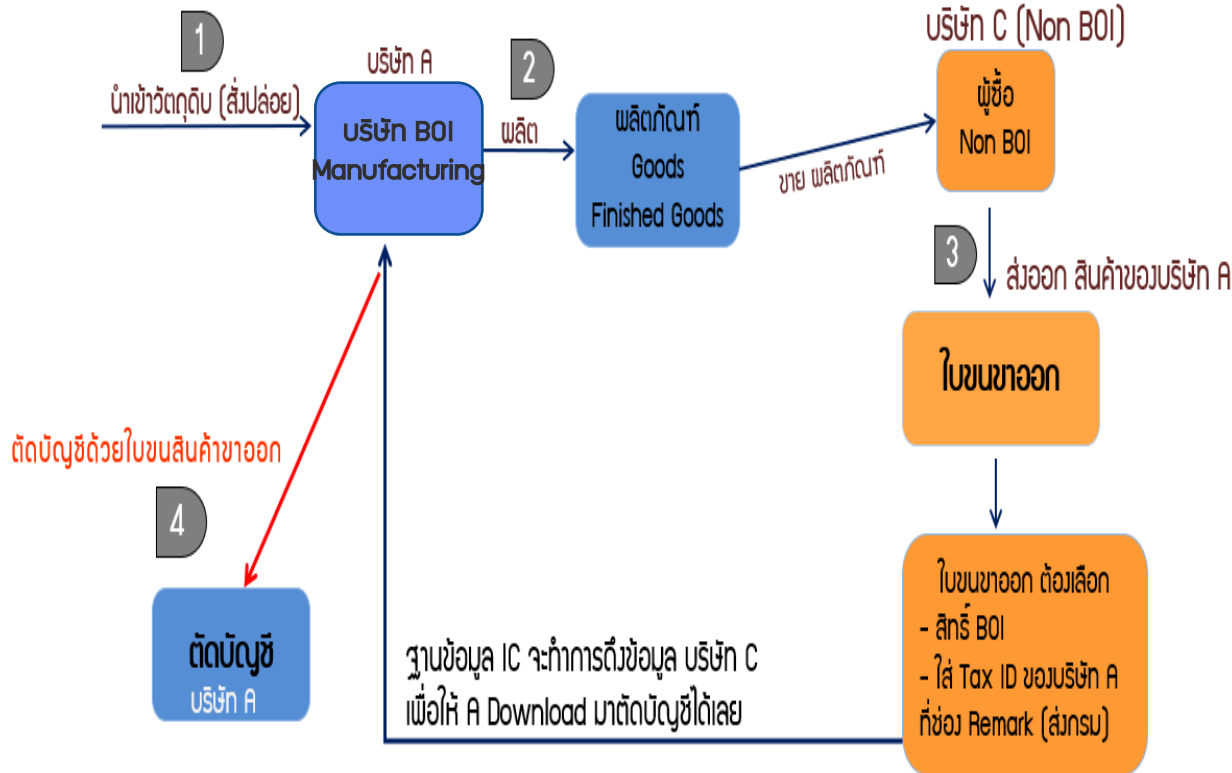 1
นำเข้าวัตถุดิบ (สั่งปล่อย)
บริษัท A
บริษัท BOI
Manufacturing
2
ผลิต
ผลิตภัณฑ์
Goods
Finished Goods
ขาย ผลิตภัณฑ์
บริษัท C (Non BOI)
ผู้ซื้อ
Non BOI
3
ส่งออก สินค้าของบริษัท A
ใบขนขาออก
ใบขนขาออก ต้องเลือก
- สิทธิ์ BOI
- ใส่ Tax ID ของบริษัท A
ที่ช่อง Remark (ส่งกรม)
ฐานข้อมูล IC จะทำการดึงข้อมูล บริษัท C
เพื่อให้ A Download มาตัดบัญชีได้เลย
ตัดบัญชีด้วยใบขนสินค้าขาออก
4
ตัดบัญชี
บริษัท A